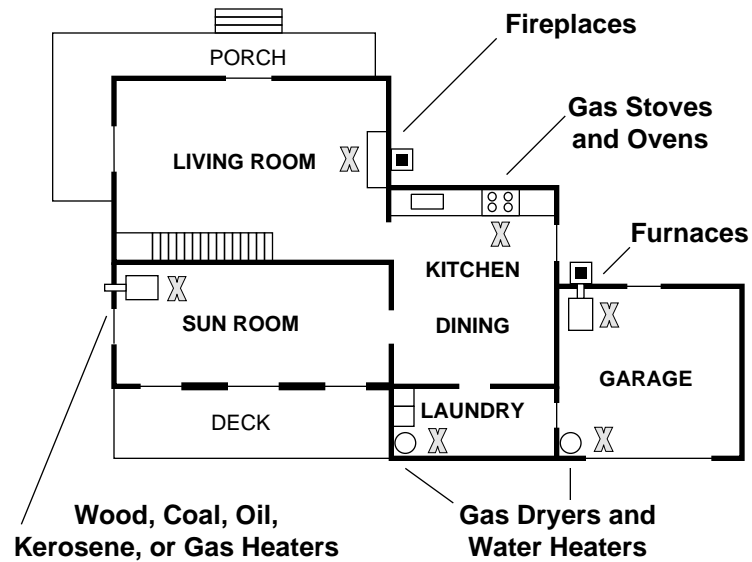 Fireplaces
PORCH
Gas Stoves
and Ovens
LIVING ROOM
Furnaces
KITCHEN
SUN ROOM
DINING
GARAGE
LAUNDRY
DECK
Wood, Coal, Oil,
Kerosene, or Gas Heaters
Gas Dryers and
Water Heaters